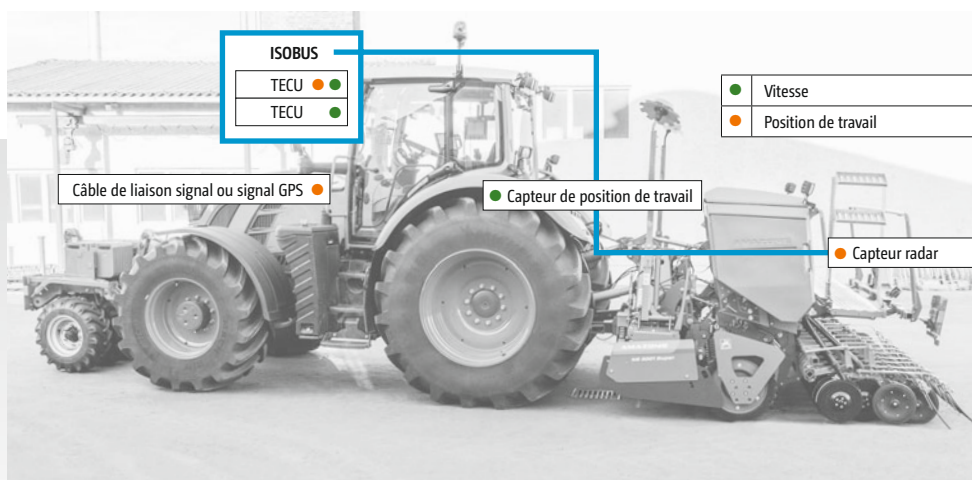 ISOBUS
TECU
TECU
Vitesse
Position de travail
Câble de liaison signal ou signal GPS
Capteur de position de travail
Capteur radar